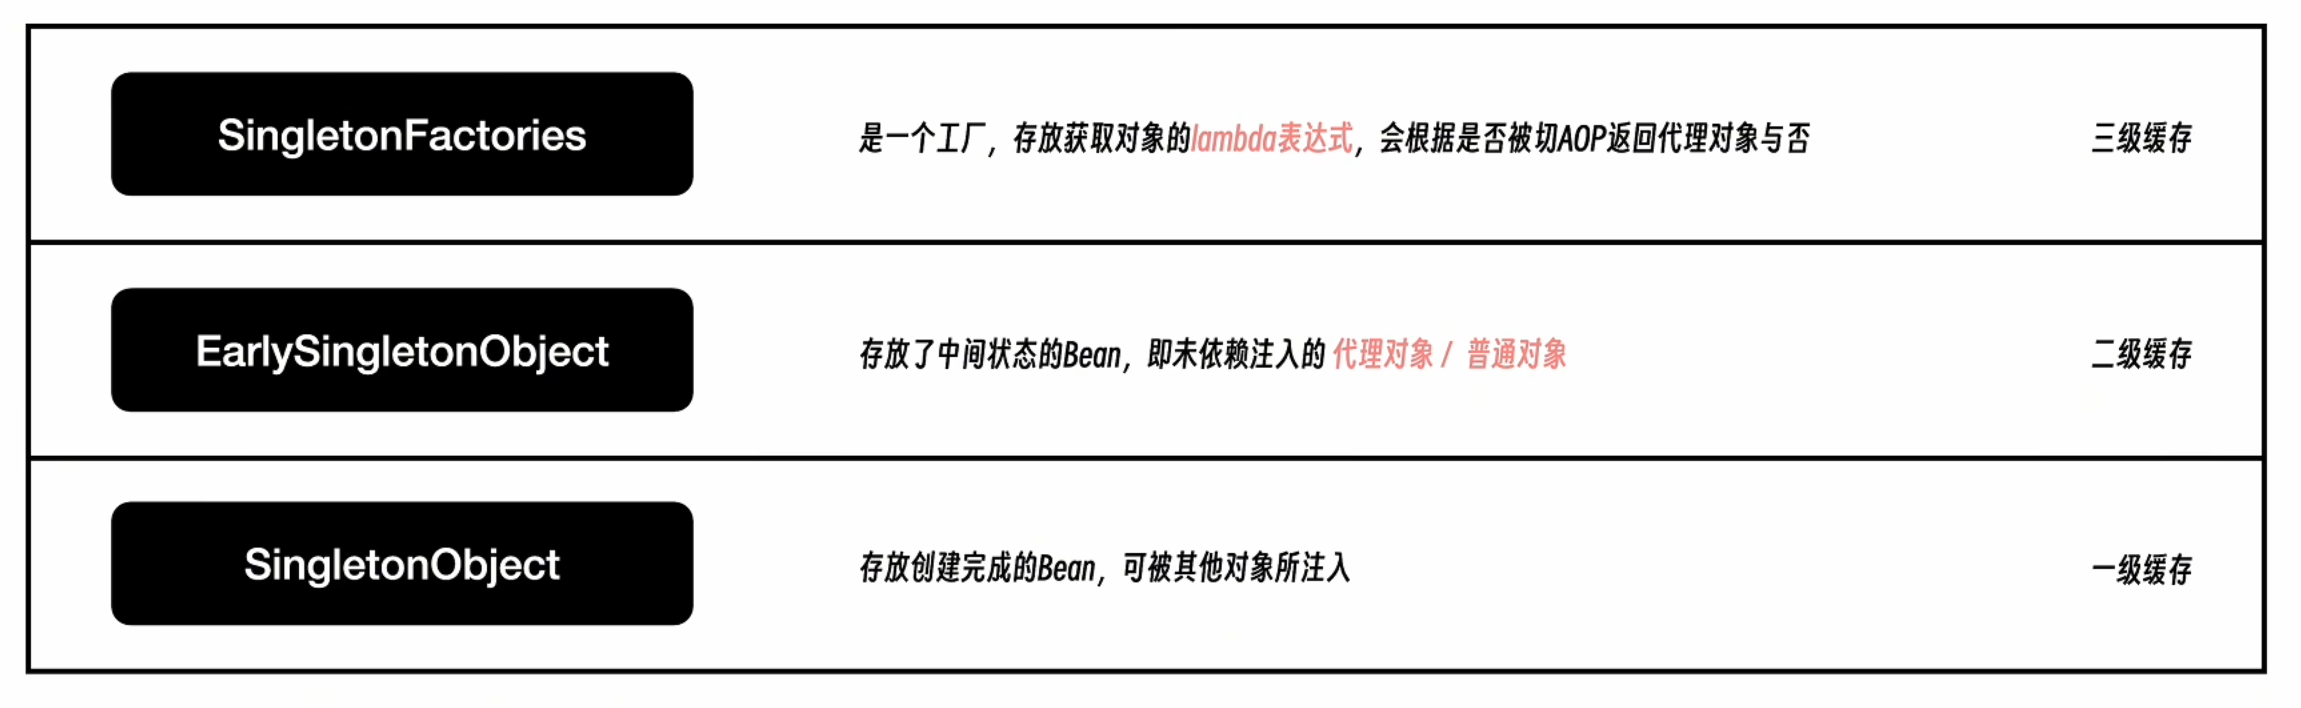 SingletonFactories
是一个工厂，存放获取对象的lambda表达式，会根据是否被切AOP返回代理对象与否
三级缓存
EarlySingletonObject
存放了中间状态的Bean，即未依赖注入的 代理对象 / 普通对象
二级缓存
SingletonObject
存放创建完成的Bean，可被其他对象所注入
一级缓存